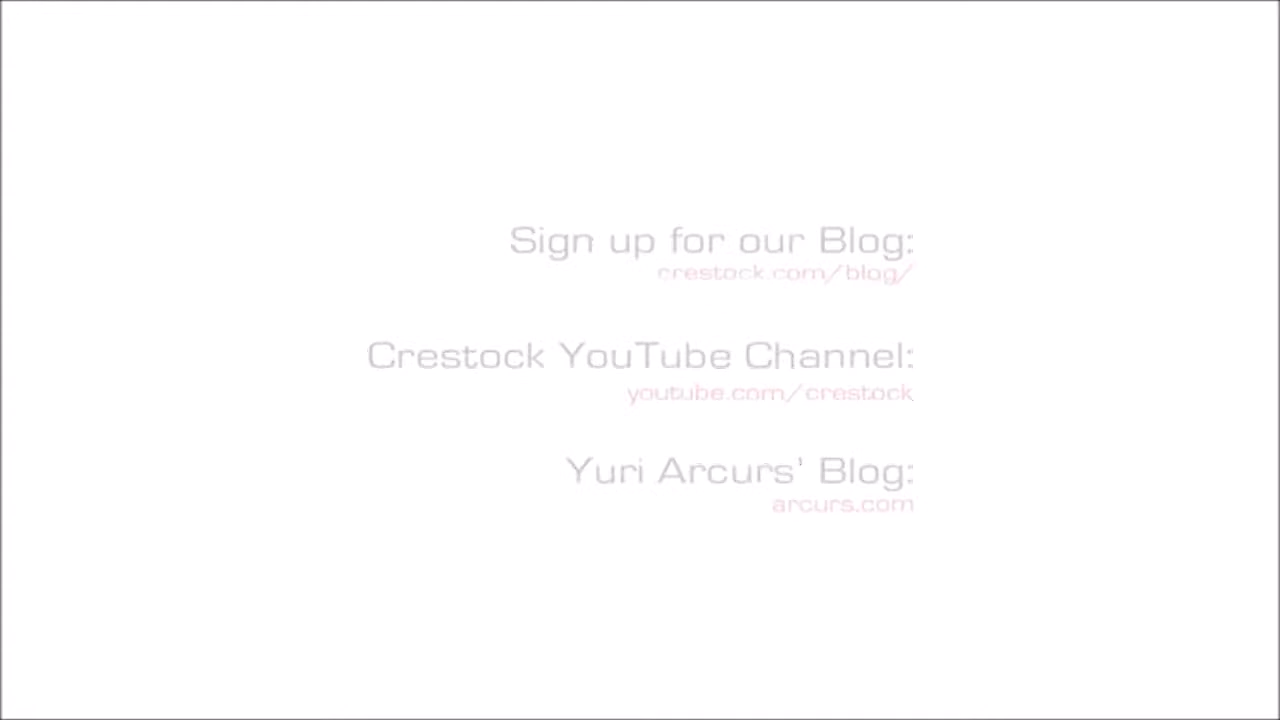 Sign up for our Blog:
crestock.com/blog/
Crestock YouTube Channel:
youtube.com/crestock
Yuri Arcurs' Blog:
arcurs.com